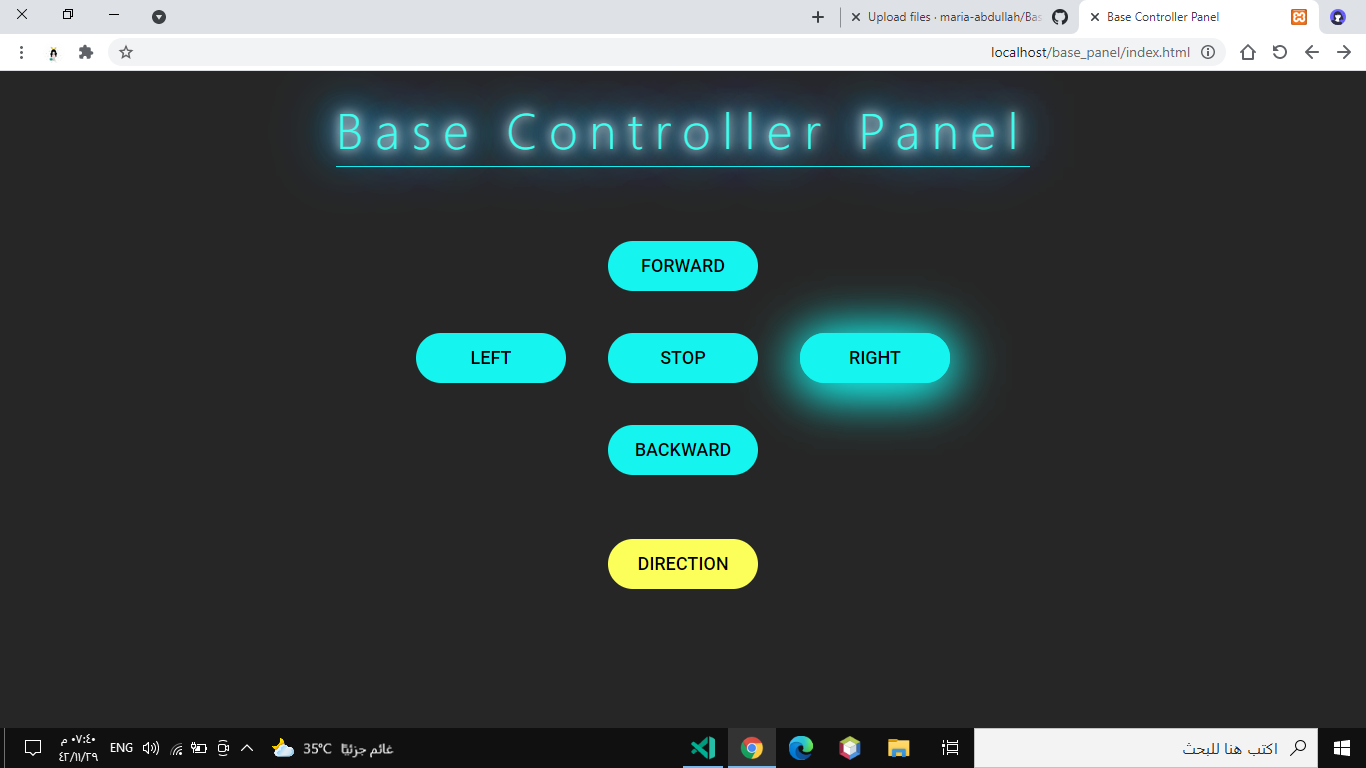 Upload files · maria-abdullah/Bas
Base Controller Panel
localhost/base_panel/index.html
Base Controller Panel
FORWARD
LEFT
STOP
RIGHT
BACKWARD
DIRECTION
٠٧:٤٠ م
٤٢/١١/٢٩
ENG
35°C غائم جزئيًا
اكتب هنا للبحث